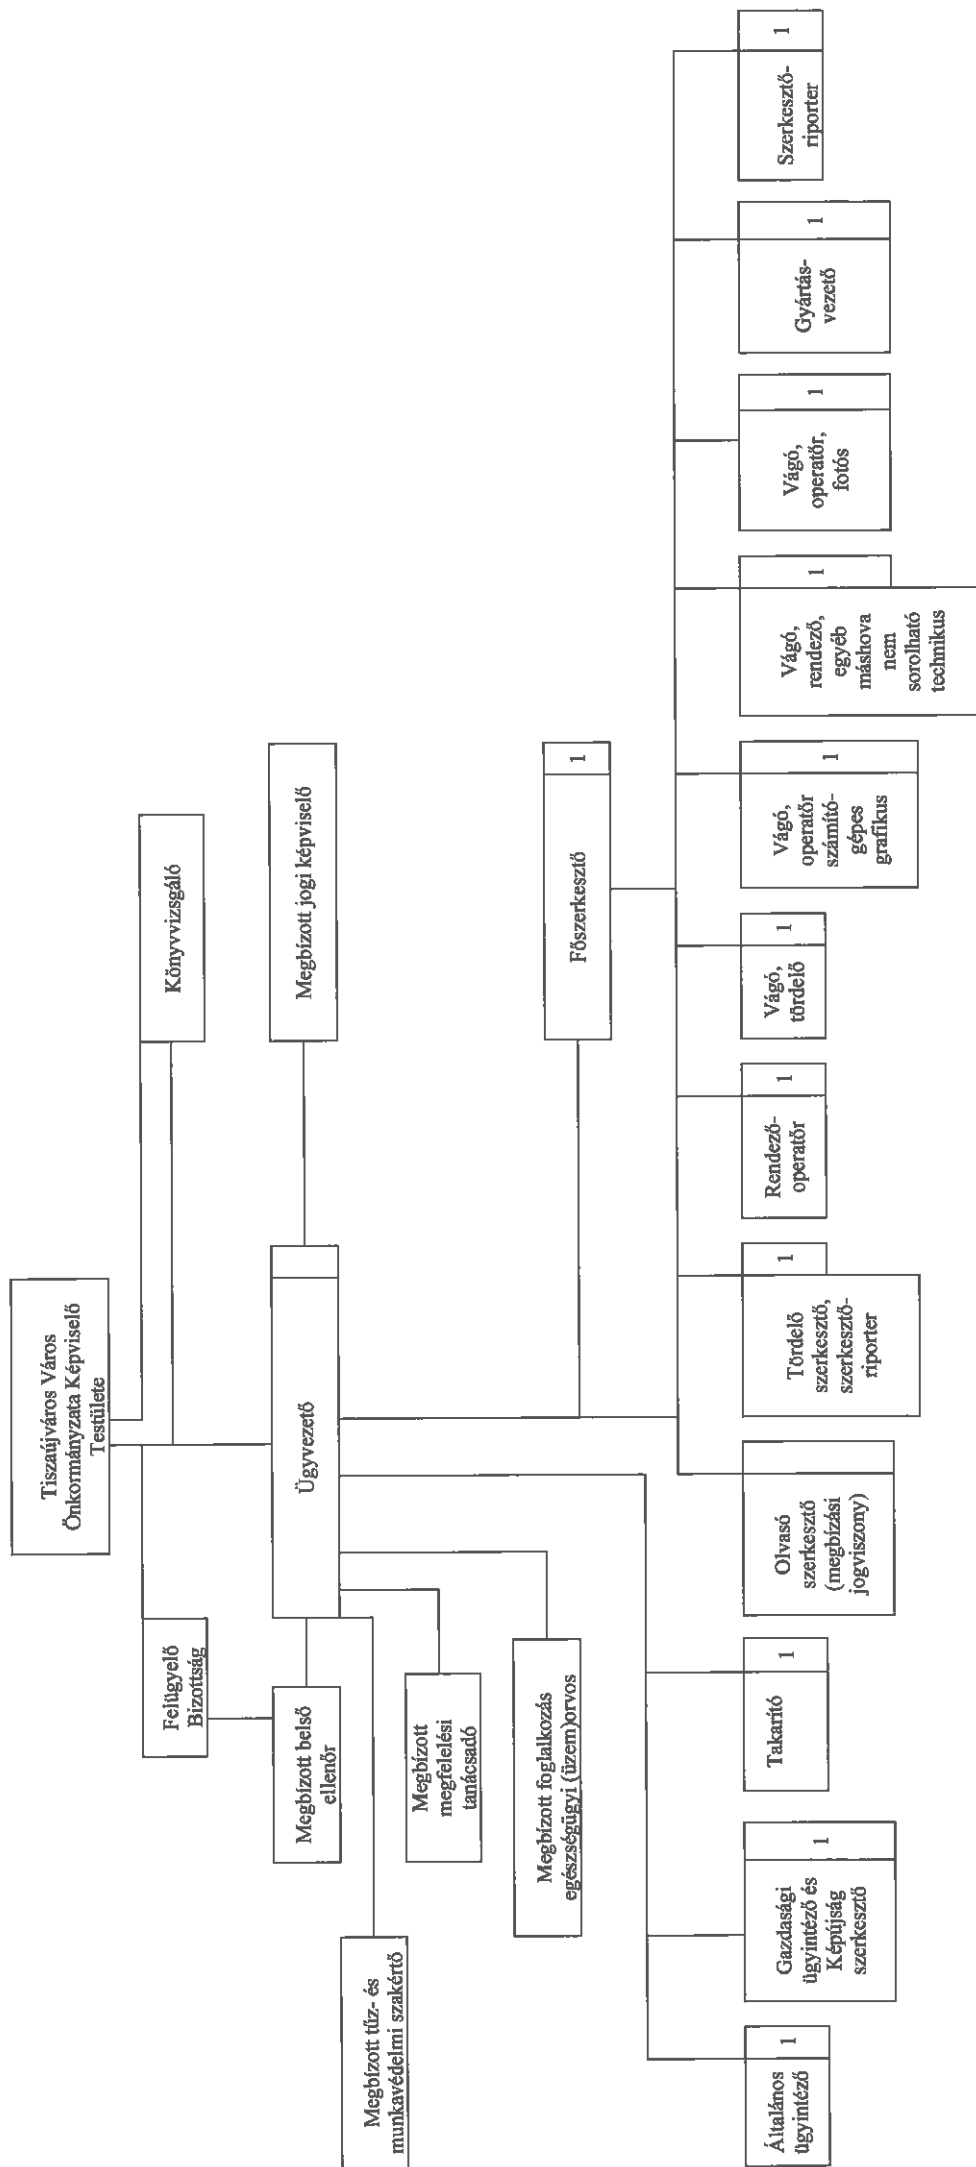 Tiszaújváros Város
Önkormányzata Képviselő
Testülete
Felügyelő
Bizottság
Könyvvizsgáló
Megbízott belső
ellenőr
Ügyvezető
Megbízott jogi képviselő
Megbízott tűz- és
munkavédelmi szakértő
Megbízott
megfelelési
tanácsadó
Megbízott foglalkozás
egészségügyi (üzem)orvos
Főszerkesztő
1
Általános
ügyintéző
1
Gazdasági
ügyintéző és
Képújság
szerkesztő
1
Takarító
1
Olvasó
szerkesztő
(megbízási
jogviszony)
Tördelő
szerkesztő,
szerkesztő-
riporter
1
Rendező-
operatőr
1
Vágó,
tördelő
1
Vágó,
operatőr
számító-
gépes
grafikus
1
Vágó,
rendező,
egyéb
máshova
nem
sorolható
technikus
1
Vágó,
operatőr,
fotós
1
Gyártás-
vezető
1
Szerkesztő-
riporter
1